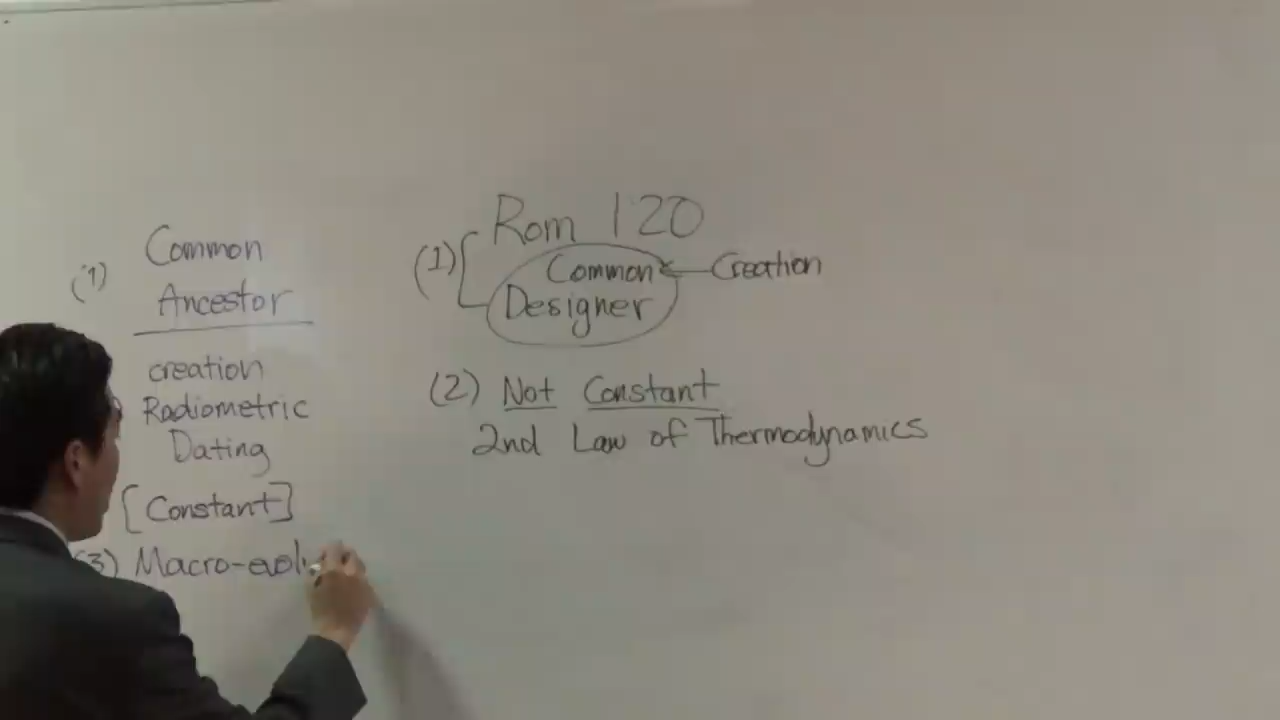 (1) Common
Ancestor
creation
Radiometric
Dating
[Constant]
(3) Macro-evol
Rom 1:20
(1) [ Common ← Creation
Designer
(2) Not Constant
2nd Law of Thermodynamics